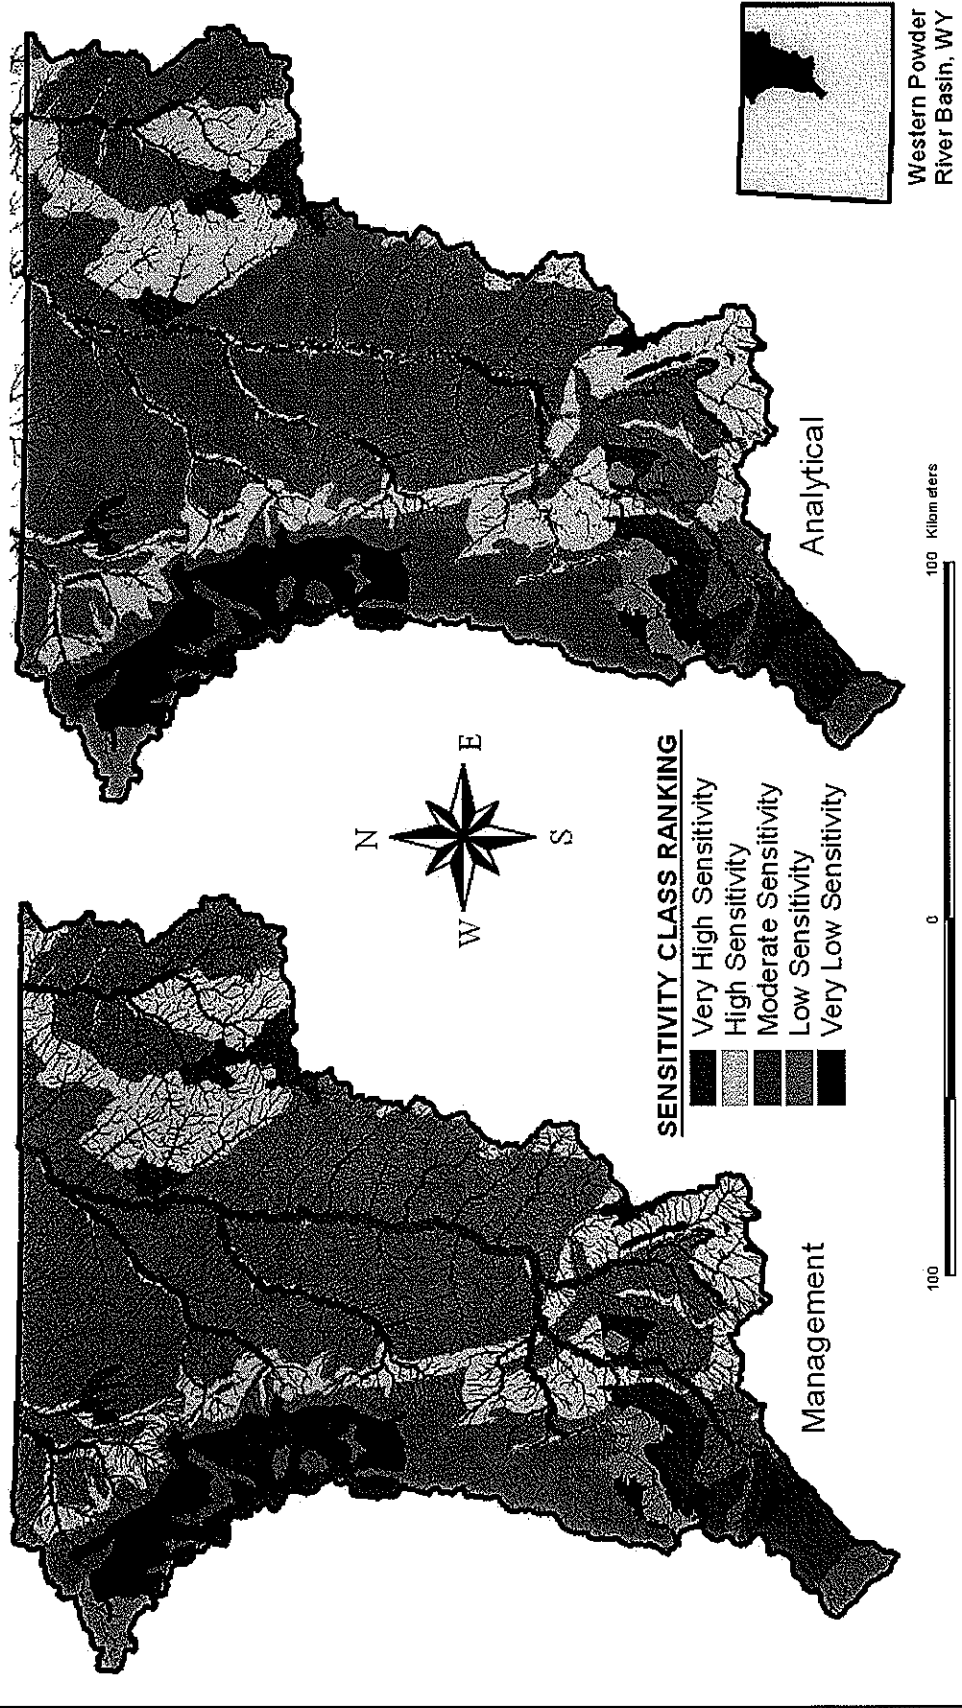 N
W
E
S
SENSITIVITY CLASS RANKING
Very High Sensitivity
High Sensitivity
Moderate Sensitivity
Low Sensitivity
Very Low Sensitivity
Management
Analytical
100
0
100 Kilometers
Western Powder
River Basin, WY